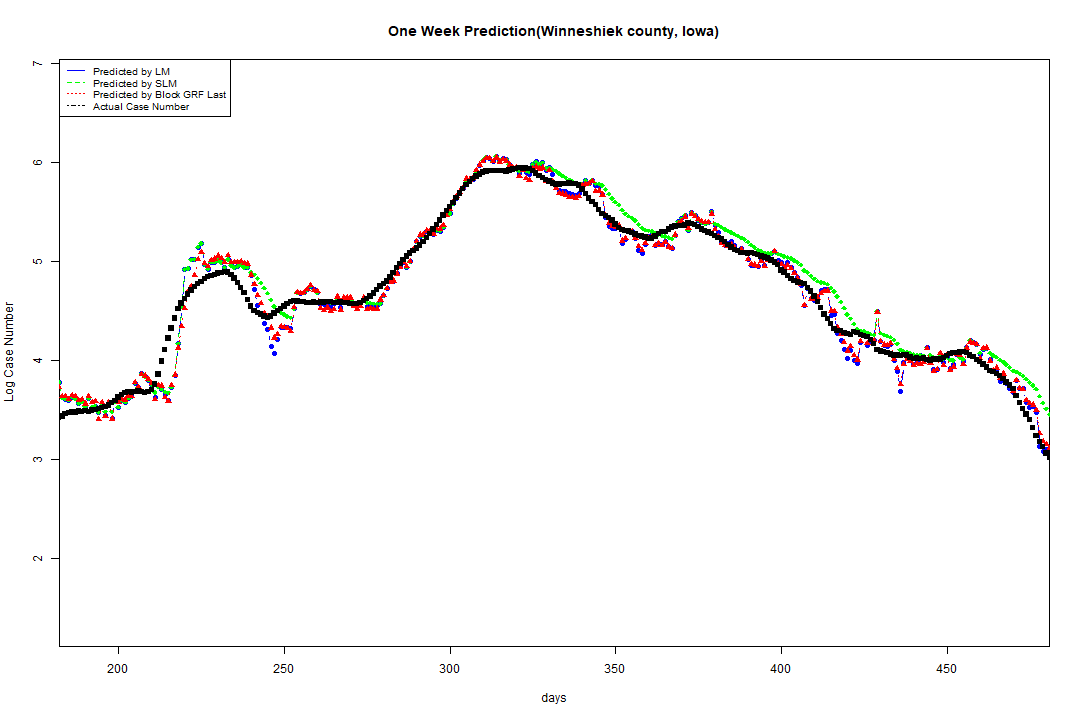 One Week Prediction(Winneshiek county, Iowa)
Predicted by LM
Predicted by SLM
Predicted by Block GRF Last
Actual Case Number
Log Case Number
7
6
5
4
3
2
200 250 300 350 400 450
days